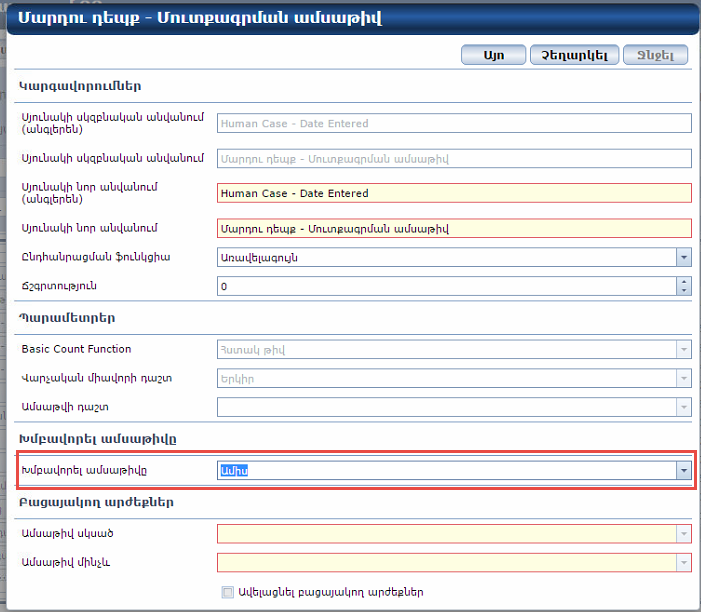 Մարդու դեպք - Մուտքագրման ամսաթիվ
Այո
Չեղարկել
Ջնջել
Կարգավորումներ
Սյունակի սկզբնական անվանում
(անգլերեն)
Human Case - Date Entered
Սյունակի սկզբնական անվանում
Մարդու դեպք - Մուտքագրման ամսաթիվ
Սյունակի նոր անվանում
(անգլերեն)
Human Case - Date Entered
Սյունակի նոր անվանում
Մարդու դեպք - Մուտքագրման ամսաթիվ
Ընդհանրացման ֆունկցիա
Առավելագույն
Ճշգրտություն
0
Պարամետրեր
Basic Count Function
Հստակ թիվ
Վարչական միավորի դաշտ
Երկիր
Ամսաթվի դաշտ
Խմբավորել ամսաթիվը
Խմբավորել ամսաթիվը
Ամիս
Բացայակող արժեքներ
Ամսաթիվ սկսած
Ամսաթիվ մինչև
Ավելացնել բացայակող արժեքներ